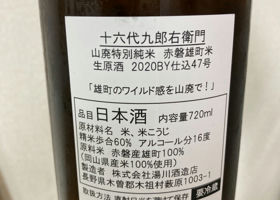 十六代九郎右衛門
山廃特別純米 赤磐雄町米
生原酒 2020BY仕込47号
「雄町のワイルド感を山廃で！」
品目 日本酒 内容量720ml
原材料名 米、米こうじ
精米歩合60% アルコール分16度
原料米 赤磐産雄町100%
(岡山県産米100%使用)
製造者 株式会社湯川酒造店
長野県木曽郡木祖村薮原1003-1
要冷蔵